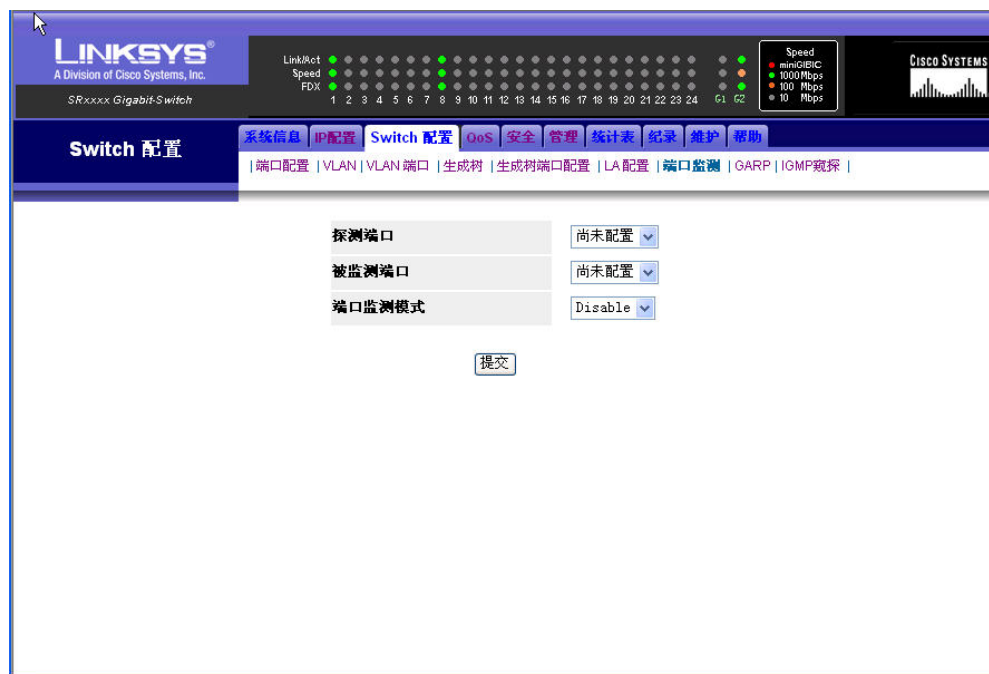 LINKSYS®
A Division of Cisco Systems, Inc.
SRxxxx Gigabit-Switch
Link/Act
Speed
FDX
1 2 3 4 5 6 7 8 9 10 11 12 13 14 15 16 17 18 19 20 21 22 23 24 G1 G2
Speed
miniGIBIC
1000 Mbps
100 Mbps
10 Mbps
CISCO SYSTEMS
Switch 配置
系统信息 IP配置 Switch 配置 QoS 安全 管理 统计表 纪录 维护 帮助
|端口配置 |VLAN |VLAN 端口 |生成树 |生成树端口配置 |LA 配置 |端口监测 |GARP |IGMP窥探 |
探测端口 尚未配置
被监测端口 尚未配置
端口监测模式 Disable
提交